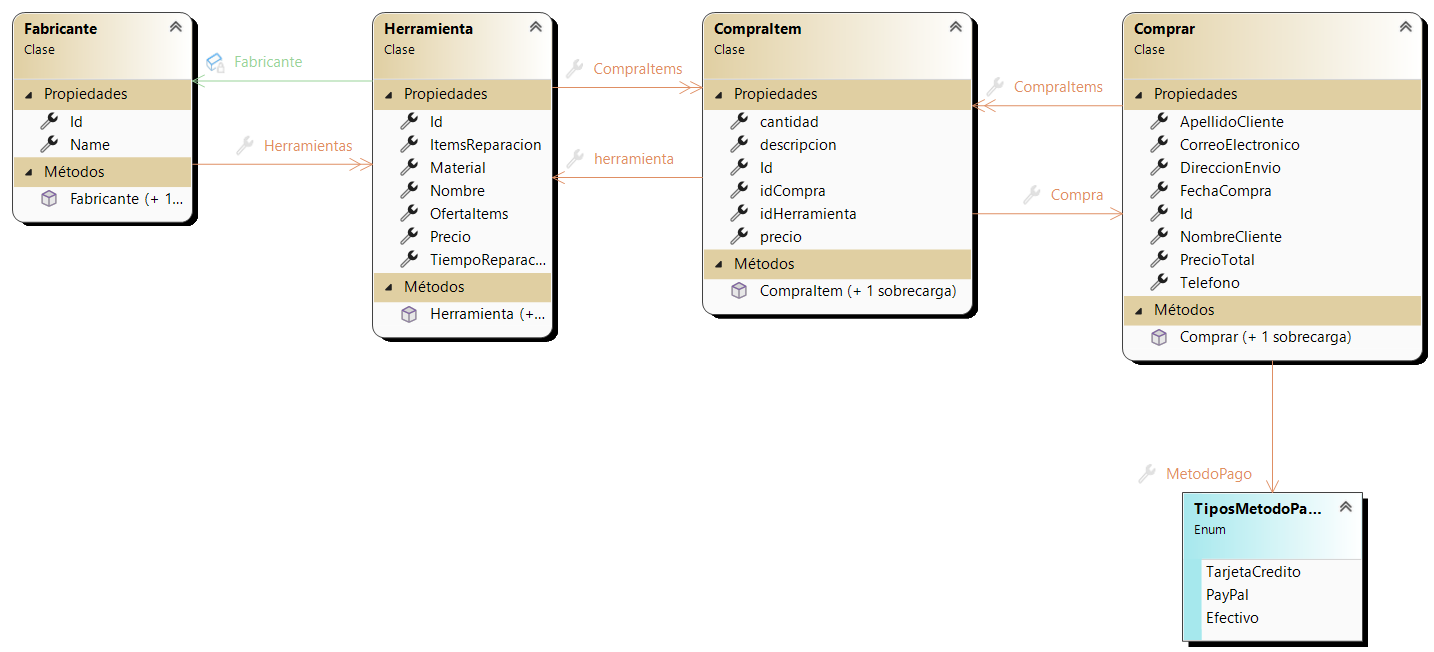 Fabricante
Clase
Propiedades
Id
Name
Métodos
Fabricante (+ 1...
Fabricante
Herramientas
Herramienta
Clase
Propiedades
Id
ItemsReparacion
Material
Nombre
OfertaItems
Precio
TiempoReparac...
Métodos
Herramienta (+...
CompraItems
herramienta
CompraItem
Clase
Propiedades
cantidad
descripcion
Id
idCompra
idHerramienta
precio
Métodos
CompraItem (+ 1 sobrecarga)
CompraItems
Compra
Comprar
Clase
Propiedades
ApellidoCliente
CorreoElectronico
DireccionEnvio
FechaCompra
Id
NombreCliente
PrecioTotal
Telefono
Métodos
Comprar (+ 1 sobrecarga)
MetodoPago
TiposMetodoPa...
Enum
TarjetaCredito
PayPal
Efectivo